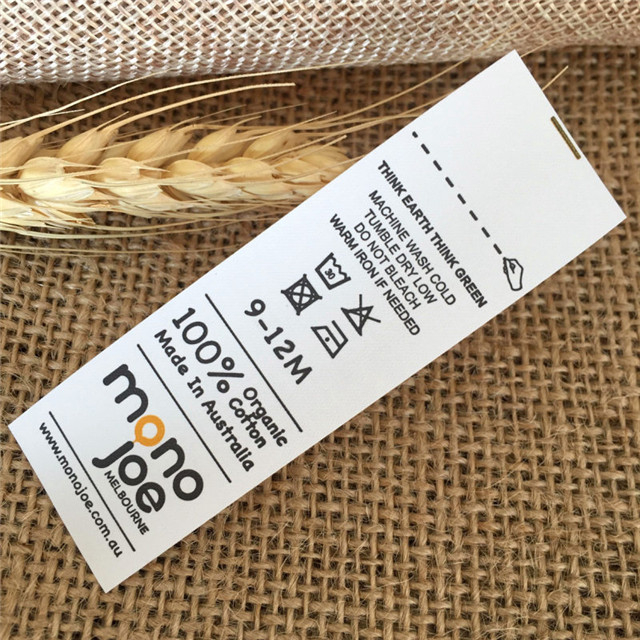 THINK EARTH THINK GREEN
MACHINE WASH COLD
TUMBLE DRY LOW
DO NOT BLEACH
WARM IRON IF NEEDED
30
9-12M
100% Organic
Cotton
Made In Australia
mono
joe
MELBOURNE
www.monojoe.com.au